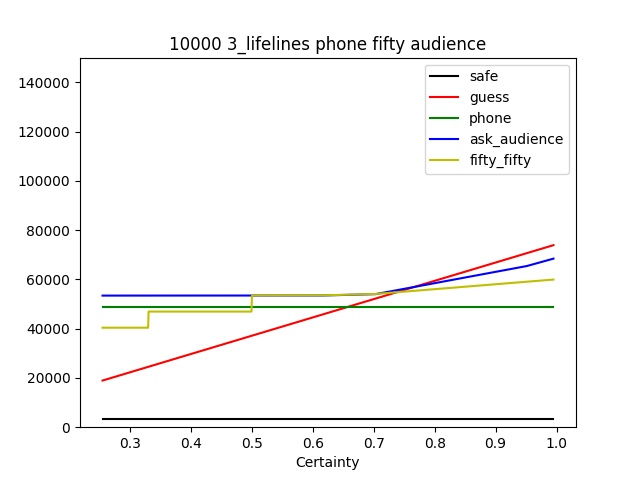 10000 3_lifelines phone fifty audience
140000
120000
100000
80000
60000
40000
20000
0
safe
guess
phone
ask_audience
fifty_fifty
0.3 0.4 0.5 0.6 0.7 0.8 0.9 1.0
Certainty